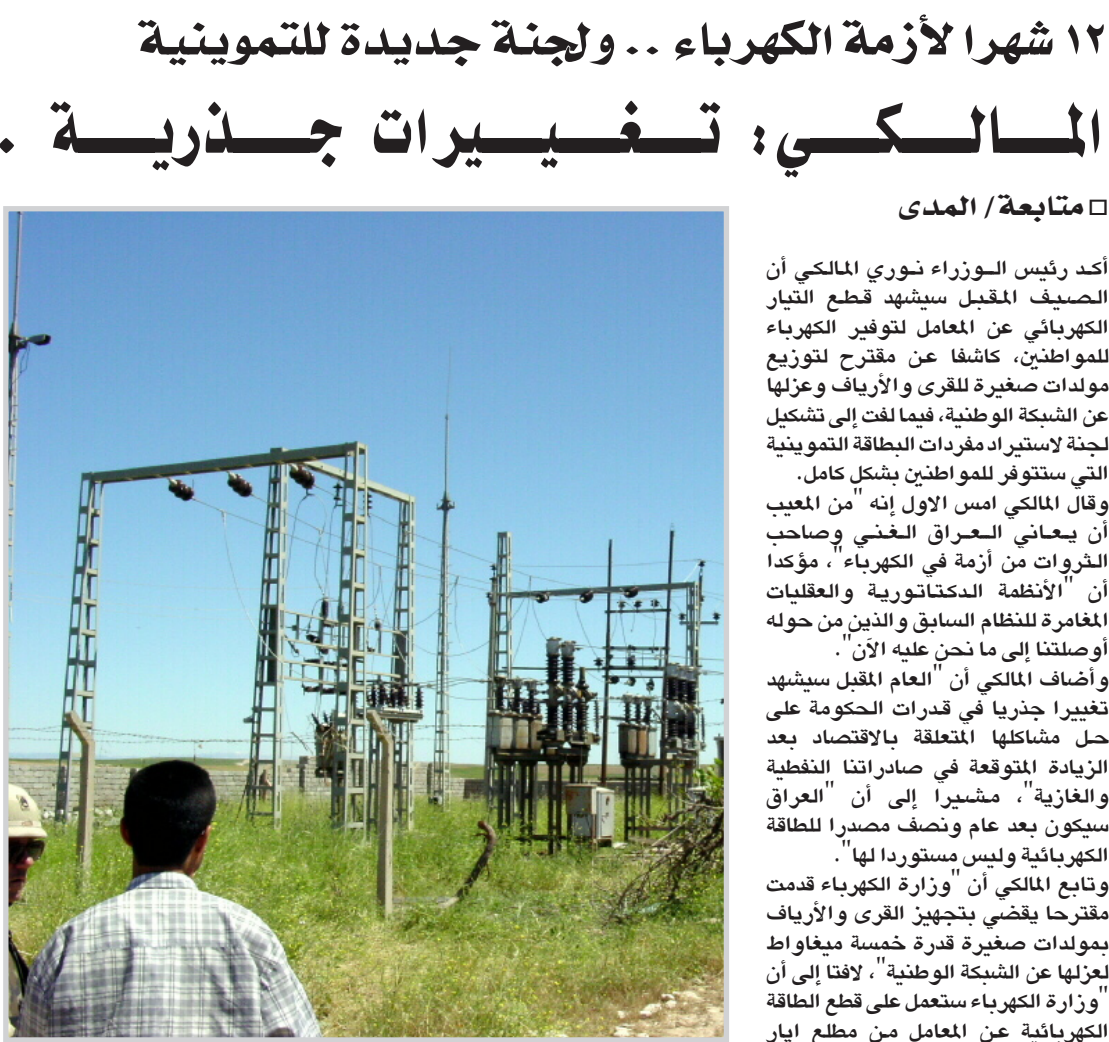 ١٢ شهرا لأزمة الكهرباء .. ولجنة جديدة للتموينية
المالكي: تغييرات جذرية .
□ متابعة/ المدى
أكد رئيس الوزراء نوري المالكي أن
الصيف المقبل سيشهد قطع التيار
الكهربائي عن المعامل لتوفير الكهرباء
للمواطنين، كاشفا عن مقترح لتوزيع
مولدات صغيرة للقرى والأرياف وعزلها
عن الشبكة الوطنية، فيما لفت إلى تشكيل
لجنة لاستيراد مفردات البطاقة التموينية
التي ستتوفر للمواطنين بشكل كامل.
وقال المالكي امس الاول إنه "من المعيب
أن يعاني العراق الغني وصاحب
الثروات من أزمة في الكهرباء"، مؤكدا
أن "الأنظمة الدكتاتورية والعقليات
المغامرة للنظام السابق والذين من حوله
أوصلتنا إلى ما نحن عليه الآن".
وأضاف المالكي أن "العام المقبل سيشهد
تغييرا جذريا في قدرات الحكومة على
حل مشاكلها المتعلقة بالاقتصاد بعد
الزيادة المتوقعة في صادراتنا النفطية
والغازية"، مشيرا إلى أن "العراق
سيكون بعد عام ونصف مصدرا للطاقة
الكهربائية وليس مستوردا لها".
وتابع المالكي أن "وزارة الكهرباء قدمت
مقترحا يقضي بتجهيز القرى والأرياف
بمولدات صغيرة قدرة خمسة ميغاواط
لعزلها عن الشبكة الوطنية"، لافتا إلى أن
"وزارة الكهرباء ستعمل على قطع الطاقة
الكهربائية عن المعامل من مطلع ايار